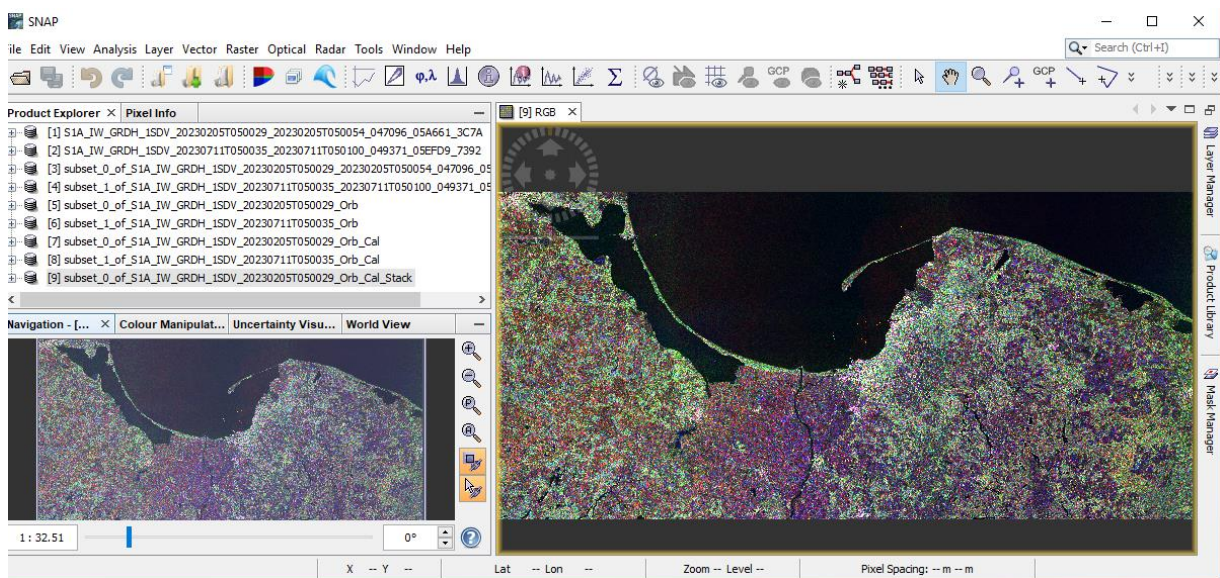 SNAP
ile Edit View Analysis Layer Vector Raster Optical Radar Tools Window Help
Search (Ctrl+I)
φ,λ Σ GCP GCP
Product Explorer × Pixel Info
[9] RGB ×
[1] S1A_IW_GRDH_1SDV_20230205T050029_20230205T050054_047096_05A661_3C7A
[2] S1A_IW_GRDH_1SDV_20230711T050035_20230711T050100_049371_05EFD9_7392
[3] subset_0_of_S1A_IW_GRDH_1SDV_20230205T050029_20230205T050054_047096_05
[4] subset_1_of_S1A_IW_GRDH_1SDV_20230711T050035_20230711T050100_049371_05
[5] subset_0_of_S1A_IW_GRDH_1SDV_20230205T050029_Orb
[6] subset_1_of_S1A_IW_GRDH_1SDV_20230711T050035_Orb
[7] subset_0_of_S1A_IW_GRDH_1SDV_20230205T050029_Orb_Cal
[8] subset_1_of_S1A_IW_GRDH_1SDV_20230711T050035_Orb_Cal
[9] subset_0_of_S1A_IW_GRDH_1SDV_20230205T050029_Orb_Cal_Stack
Navigation - [... × Colour Manipulat... Uncertainty Visu... World View
1 : 32.51
0°
Layer Manager
Product Library
Mask Manager
X -- Y -- Lat -- Lon -- Zoom -- Level -- Pixel Spacing: -- m -- m